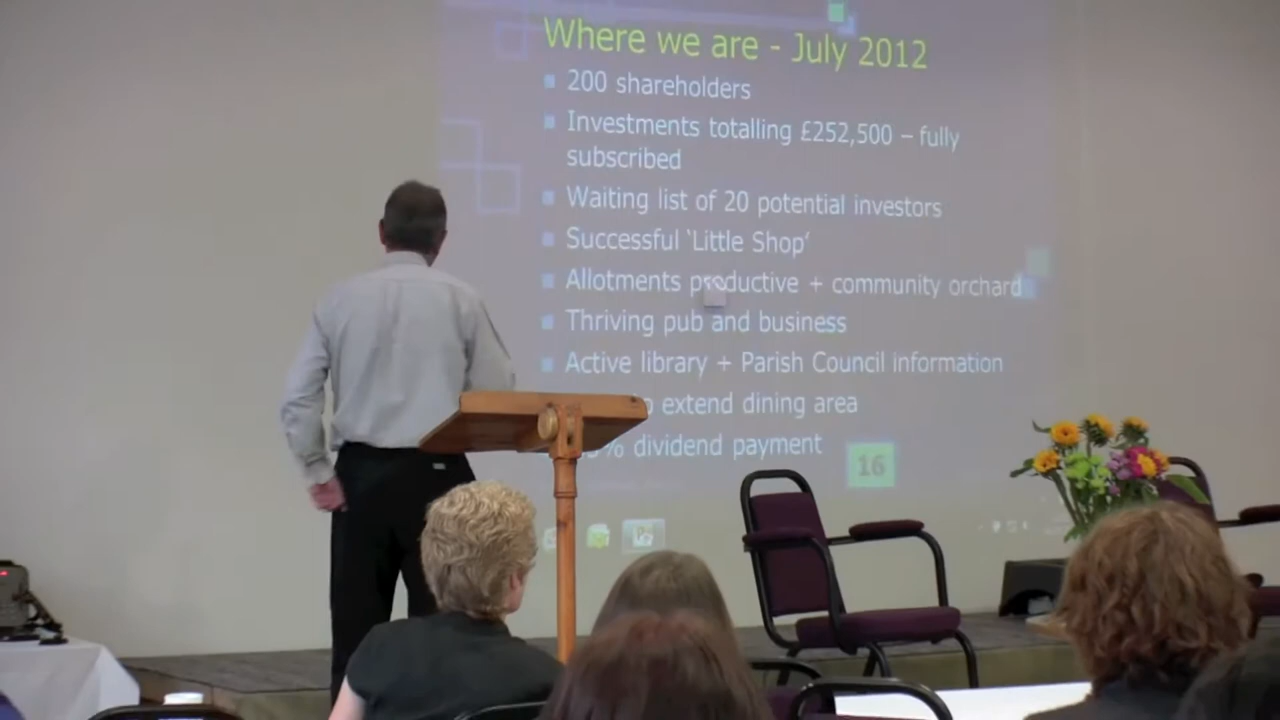 Where we are - July 2012
200 shareholders
Investments totalling £252,500 – fully
subscribed
Waiting list of 20 potential investors
Successful 'Little Shop'
Allotments productive + community orchard
Thriving pub and business
Active library + Parish Council information
extend dining area
% dividend payment
16